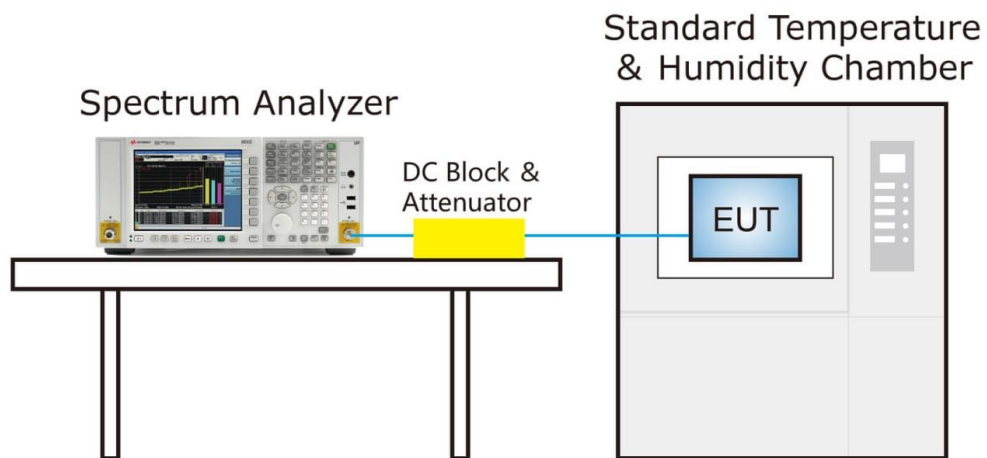 Standard Temperature
& Humidity Chamber
Spectrum Analyzer
DC Block &
Attenuator
EUT